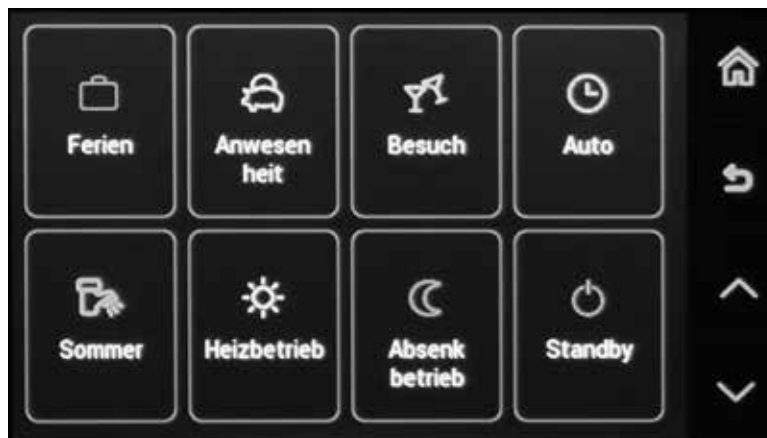 Ferien
Anwesen
heit
Besuch
Auto
Sommer
Heizbetrieb
Absenk
betrieb
Standby